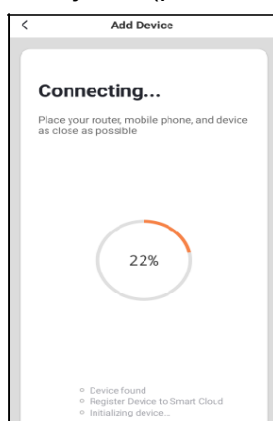 Add Device
Connecting...
Place your router, mobile phone, and device
as close as possible
22%
Device found
Register Device to Smart Cloud
Initializing device...